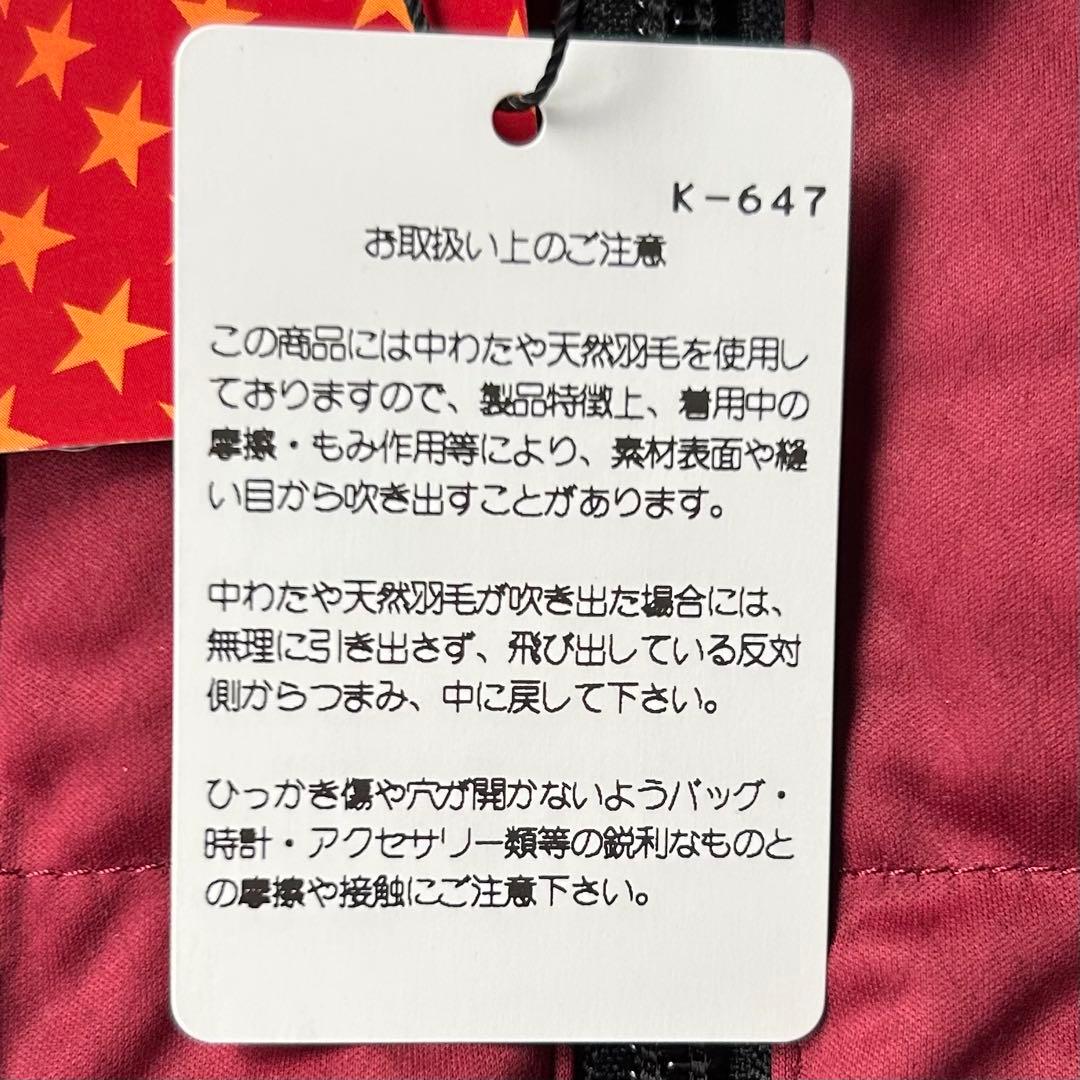 K-647
お取扱い上のご注意
この商品には中わたや天然羽毛を使用し
ておりますので、製品特徴上、着用中の
摩擦・もみ作用等により、素材表面や縫
い目から吹き出すことがあります。
中わたや天然羽毛が吹き出た場合には、
無理に引き出さず、飛び出している反対
側からつまみ、中に戻して下さい。
ひっかき傷や穴が開かないようバッグ・
時計・アクセサリー類等の鋭利なものと
の摩擦や接触にご注意下さい。